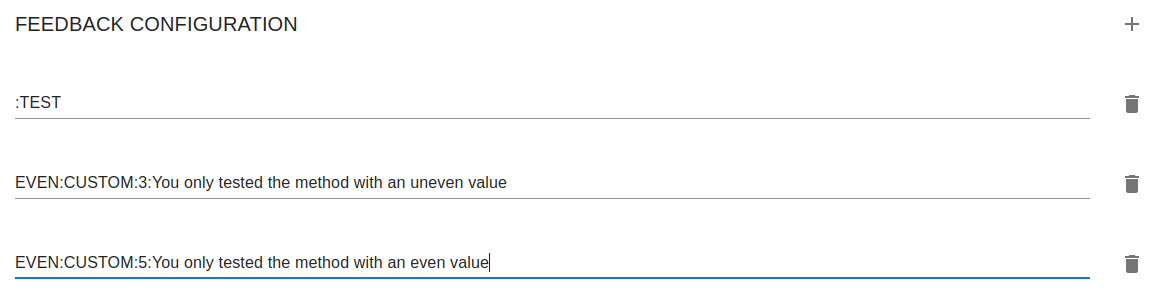 FEEDBACK CONFIGURATION
:TEST
EVEN:CUSTOM:3:You only tested the method with an uneven value
EVEN:CUSTOM:5:You only tested the method with an even value